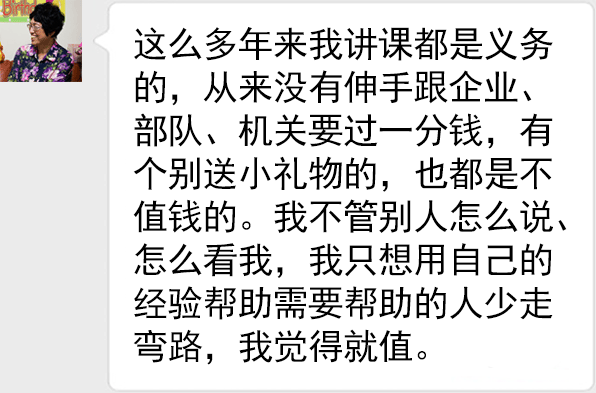 这么多年来我讲课都是义务
的，从来没有伸手跟企业、
部队、机关要过一分钱，有
个别送小礼物的，也都是不
值钱的。我不管别人怎么说、
怎么看我，我只想用自己的
经验帮助需要帮助的人少走
弯路，我觉得就值。